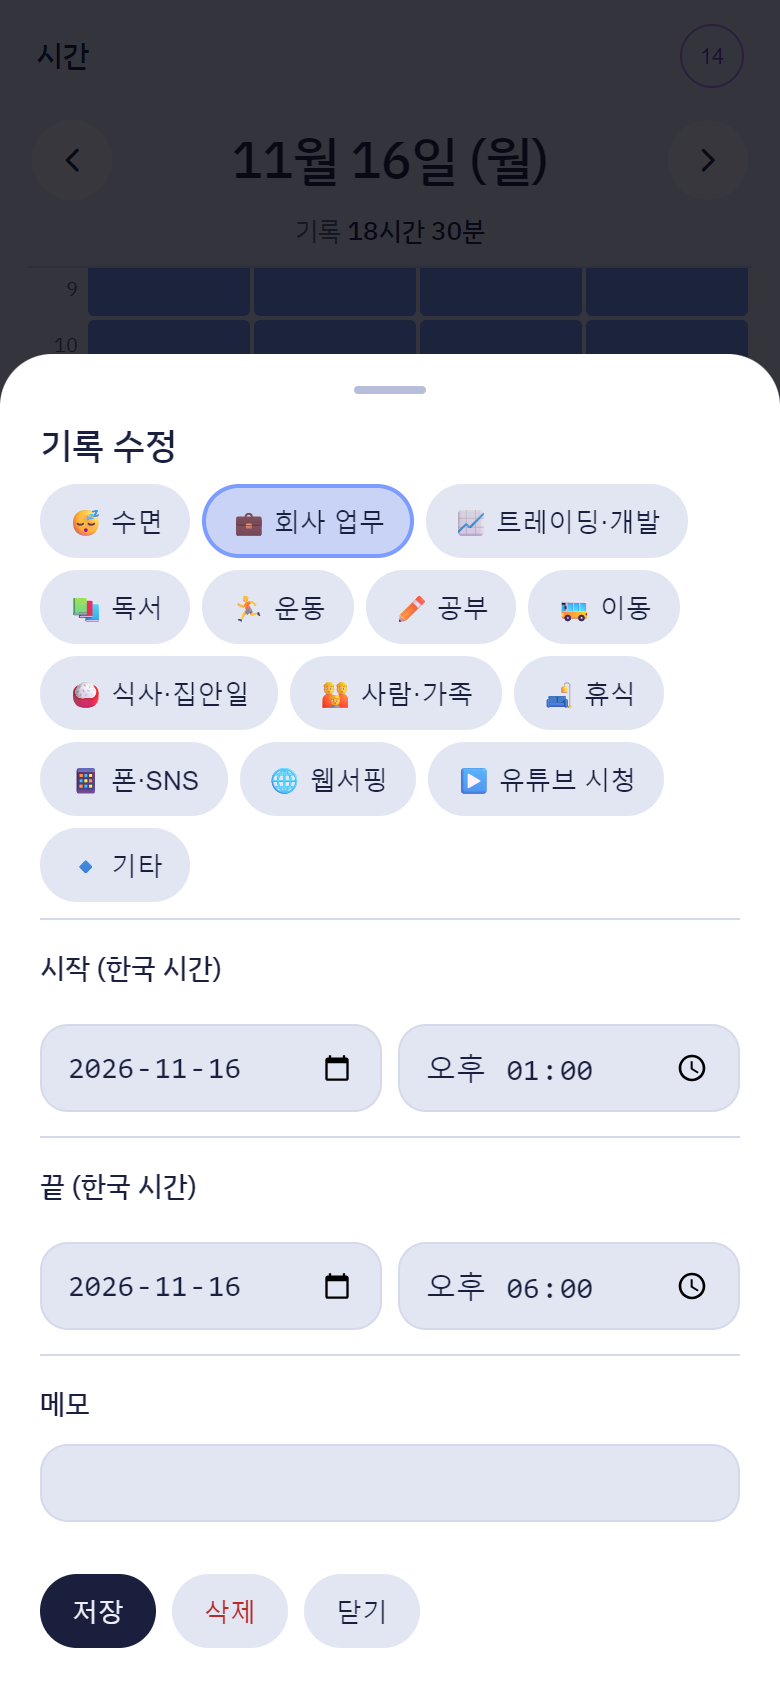 시간
14
11월 16일 (월)
기록 18시간 30분
9
10
기록 수정
수면
회사 업무
트레이딩·개발
독서
운동
공부
이동
식사·집안일
사람·가족
휴식
폰·SNS
웹서핑
유튜브 시청
기타
시작 (한국 시간)
2026-11-16
오후 01:00
끝 (한국 시간)
2026-11-16
오후 06:00
메모
저장
삭제
닫기